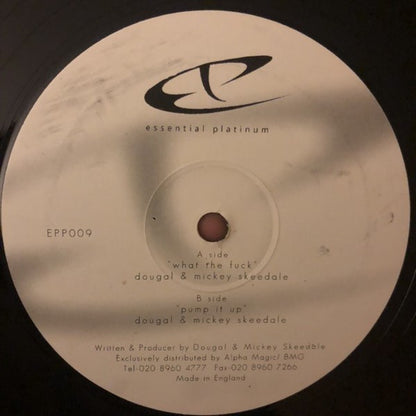 essential platinum
EPP009
A side
"what the fuck"
dougal & mickey skeedale
B side
"pump it up"
dougal & mickey skeedale
Written & Producer by Dougal & Mickey Skeedale
Exclusively distributed by Alpha Magic/ BMG
Tel-020 8960 4777 Fax-020 8960 7266
Made in England